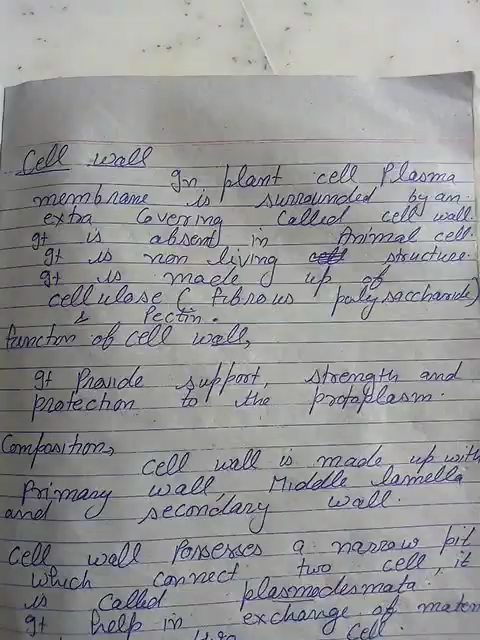 Cell wall
In plant cell Plasma
membrane is surrounded by an
extra Covering Called cell wall.
It is absent in Animal cell.
It is non living cell structure.
It is made up of
cellulase ( fibrous polysaccharide)
& Pectin.
function of cell wall,
It Provide support, strength and
protection to the protoplasm.
Composition,
Cell wall is made up with
Primary wall, Middle lamella
and secondary wall.
Cell wall Possesses a narrow pit
which connect two cell, it
is called plasmodesmata.
It help in exchange of mater
Cell.